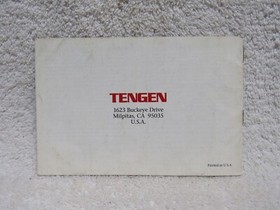 TENGEN
1623 Buckeye Drive
Milpitas, CA 95035
U.S.A.
Printed in U.S.A.